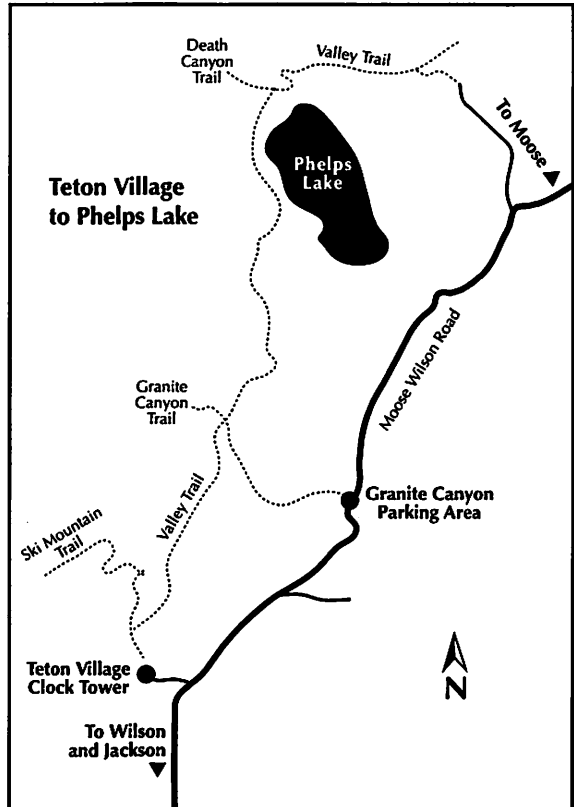 Death
Canyon
Trail
Valley Trail
To Moose
Phelps
Lake
Teton Village
to Phelps Lake
Moose Wilson Road
Granite
Canyon
Trail
Valley Trail
Granite Canyon
Parking Area
Ski Mountain
Trail
Teton Village
Clock Tower
N
To Wilson
and Jackson